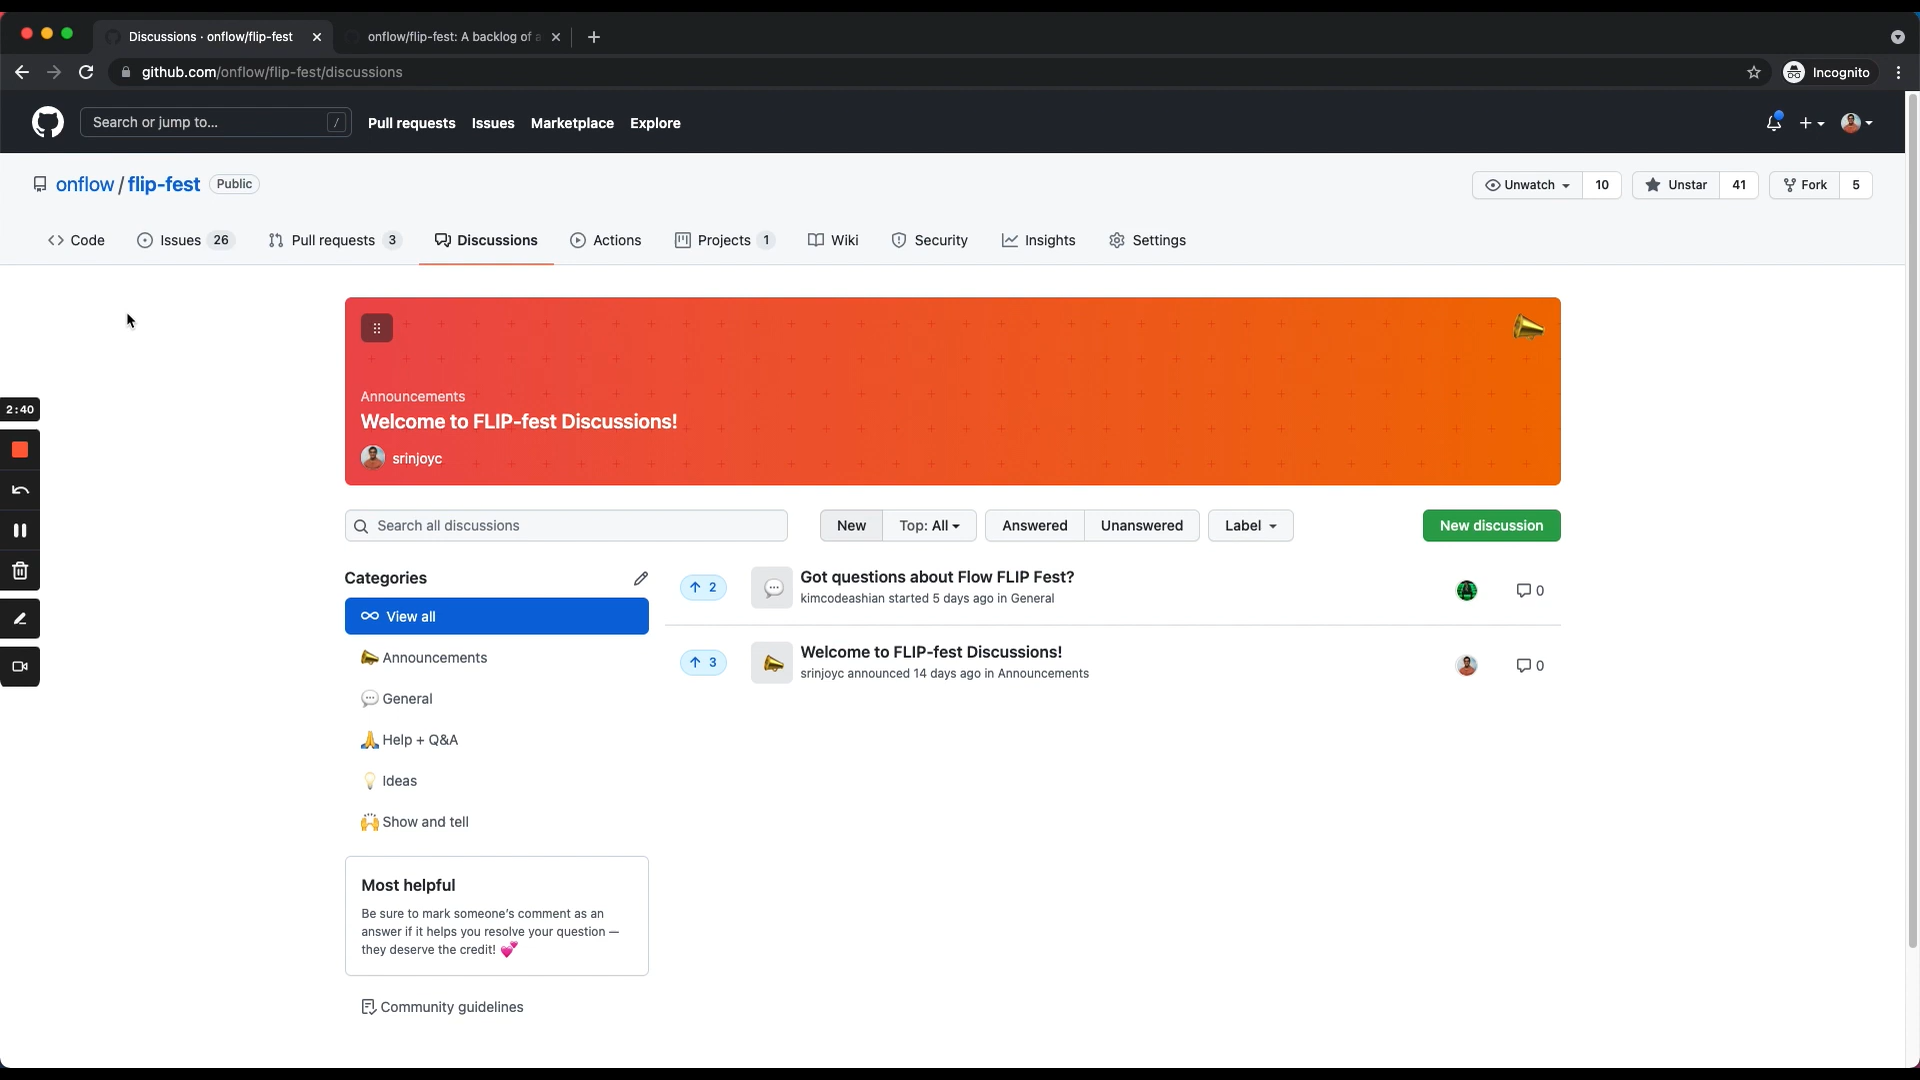 Discussions · onflow/flip-fest
onflow/flip-fest: A backlog of a
github.com/onflow/flip-fest/discussions
Incognito
Search or jump to...
/
Pull requests
Issues
Marketplace
Explore
onflow / flip-fest
Public
Unwatch
10
Unstar
41
Fork
5
Code
Issues 26
Pull requests 3
Discussions
Actions
Projects 1
Wiki
Security
Insights
Settings
Announcements
Welcome to FLIP-fest Discussions!
srinjoyc
2:40
Search all discussions
New
Top: All
Answered
Unanswered
Label
New discussion
Categories
View all
Announcements
General
Help + Q&A
Ideas
Show and tell
2
Got questions about Flow FLIP Fest?
kimcodeashian started 5 days ago in General
0
3
Welcome to FLIP-fest Discussions!
srinjoyc announced 14 days ago in Announcements
0
Most helpful
Be sure to mark someone's comment as an
answer if it helps you resolve your question —
they deserve the credit! 💕
Community guidelines